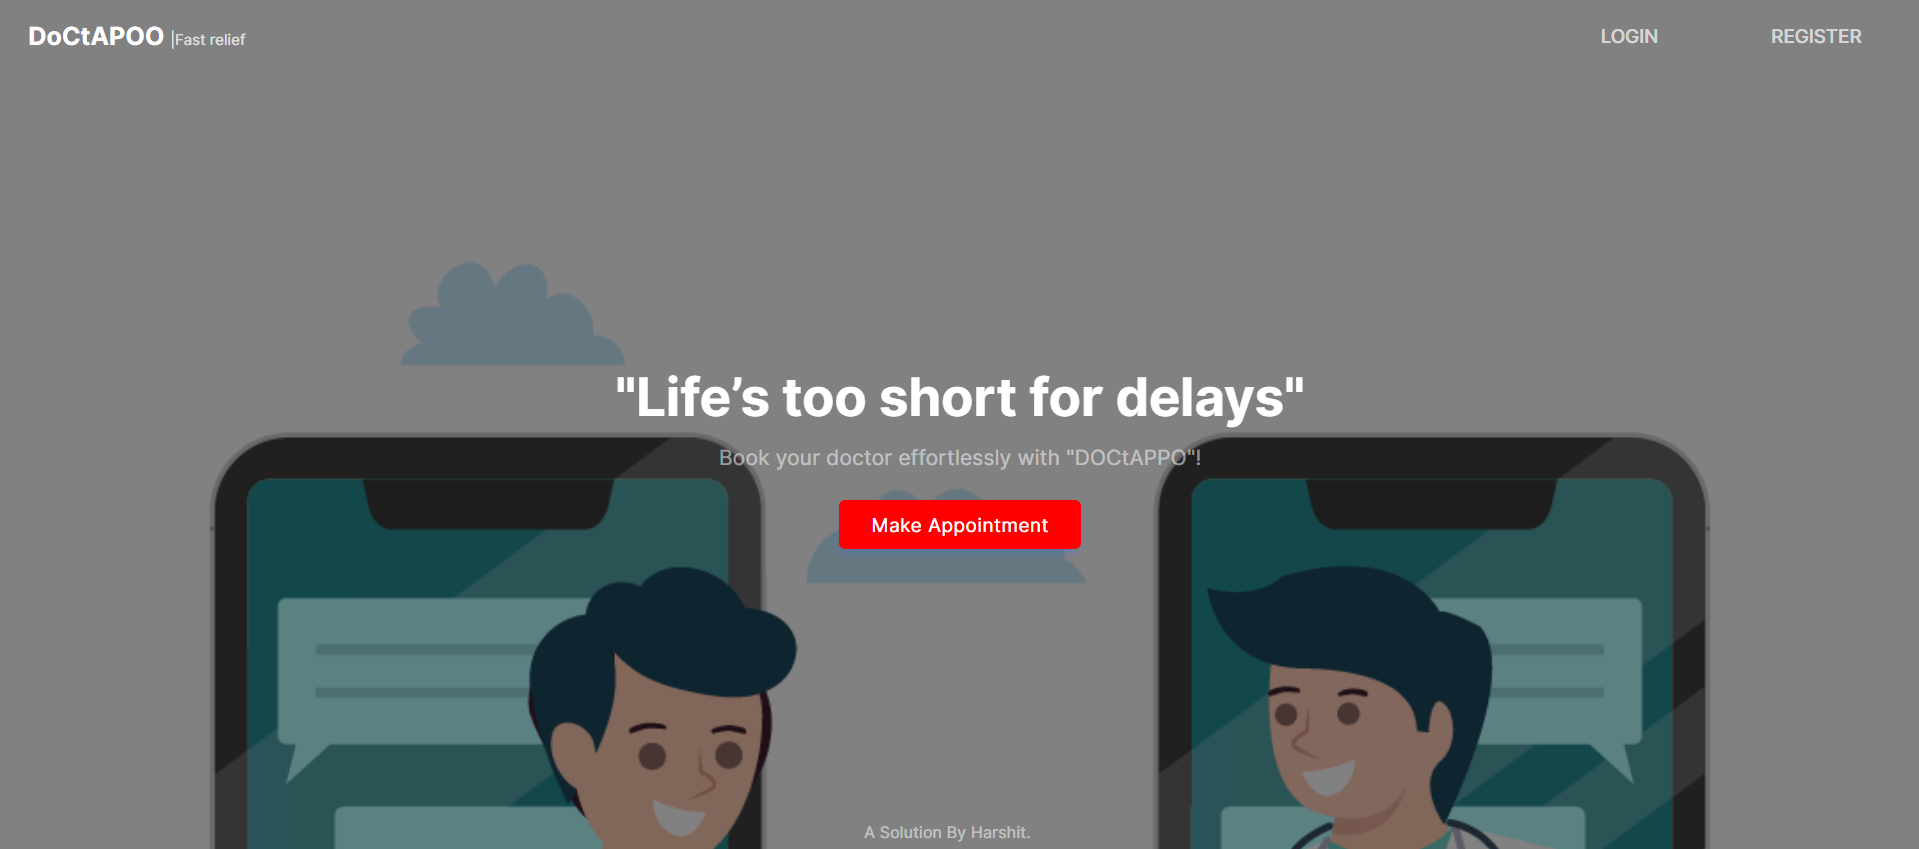 DoCtAPOO |Fast relief
LOGIN
REGISTER
"Life’s too short for delays"
Book your doctor effortlessly with "DOCtAPPO"!
Make Appointment
A Solution By Harshit.